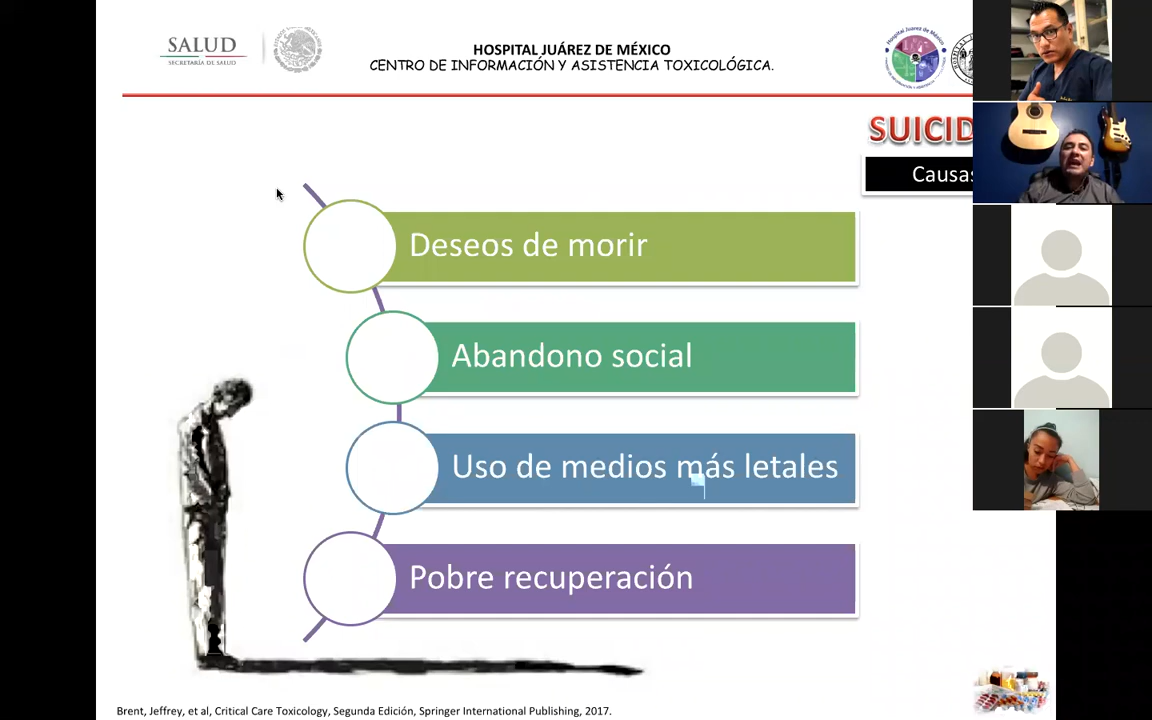 SALUD
SECRETARÍA DE SALUD
HOSPITAL JUÁREZ DE MÉXICO
CENTRO DE INFORMACIÓN Y ASISTENCIA TOXICOLÓGICA.
SUICID
Causas
Deseos de morir
Abandono social
Uso de medios más letales
Pobre recuperación
Brent, Jeffrey, et al, Critical Care Toxicology, Segunda Edición, Springer International Publishing, 2017.